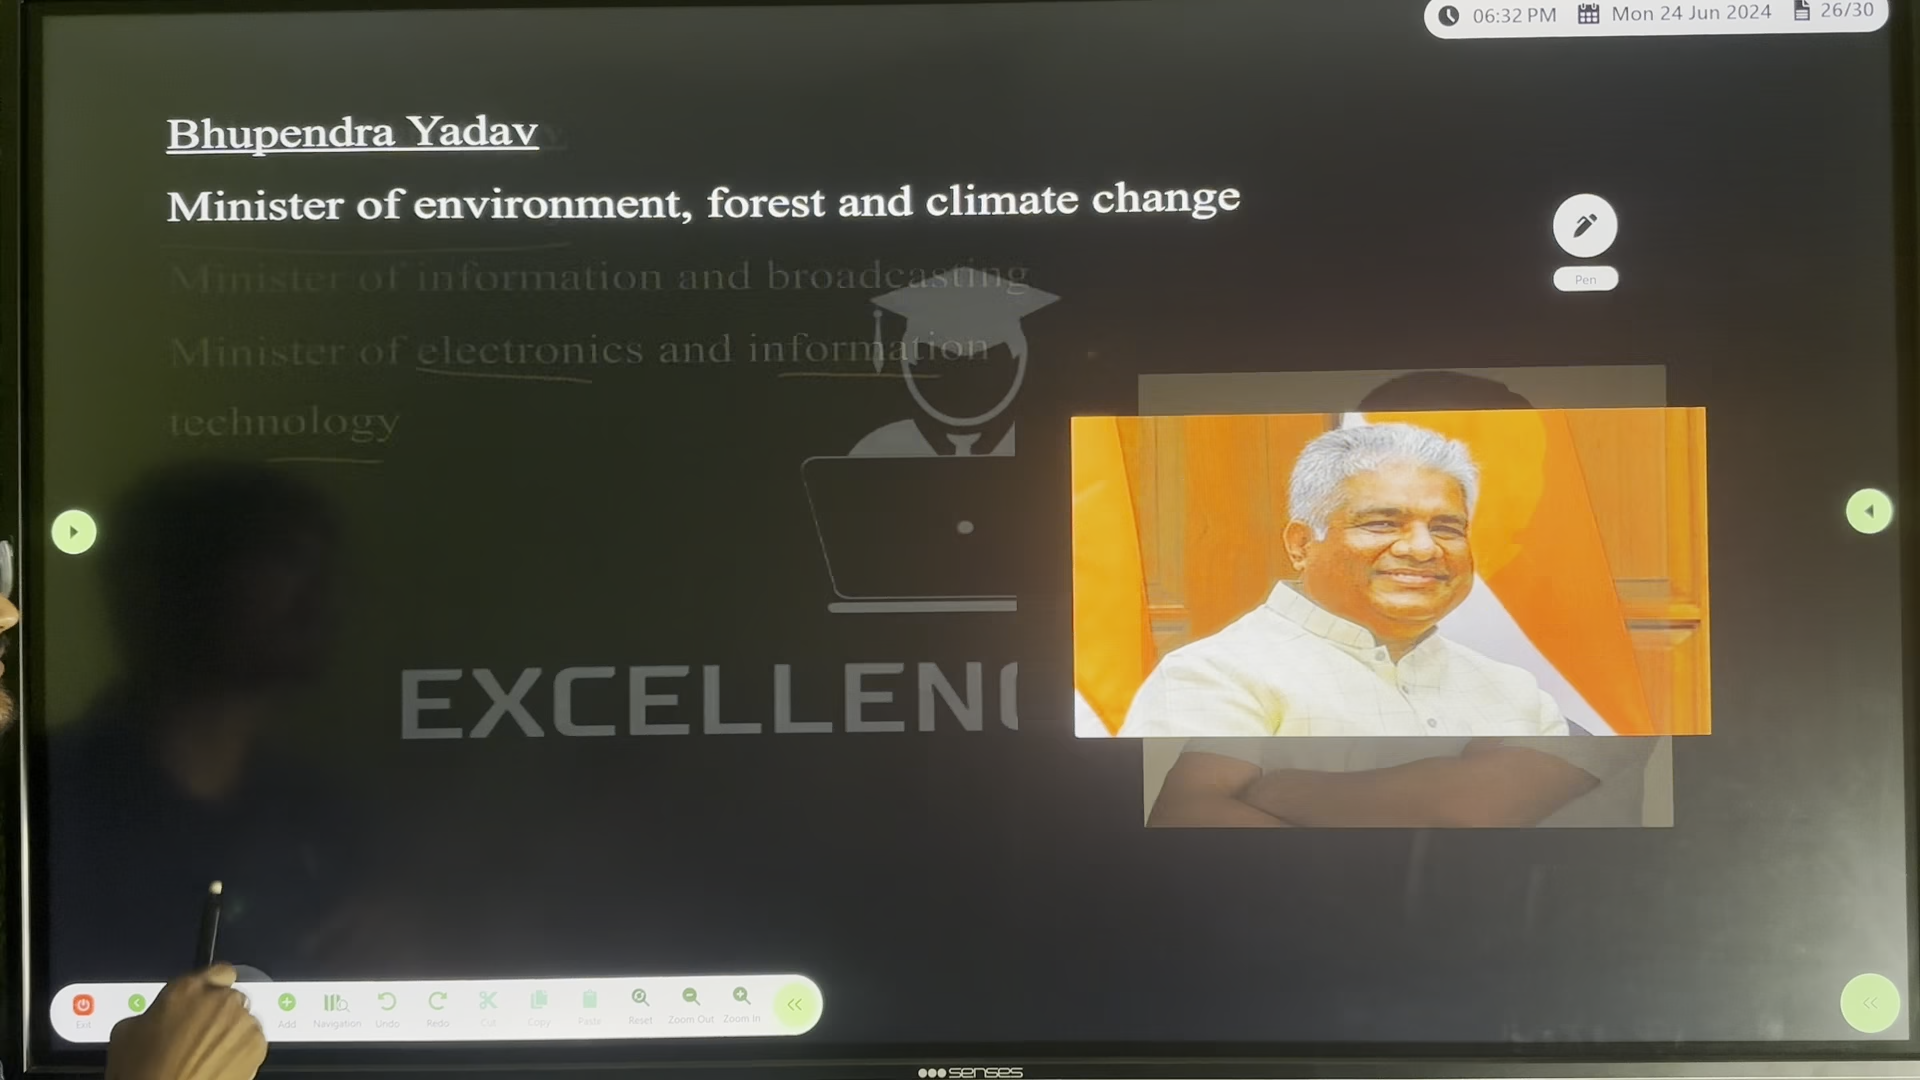 06:32 PM Mon 24 Jun 2024 26/30
Bhupendra Yadav
Minister of environment, forest and climate change
Pen
Minister of information and broadcasting
Minister of electronics and information
technology
EXCELLENC
Exit Add Navigation Undo Redo Cut Copy Paste Reset Zoom Out Zoom In
senses